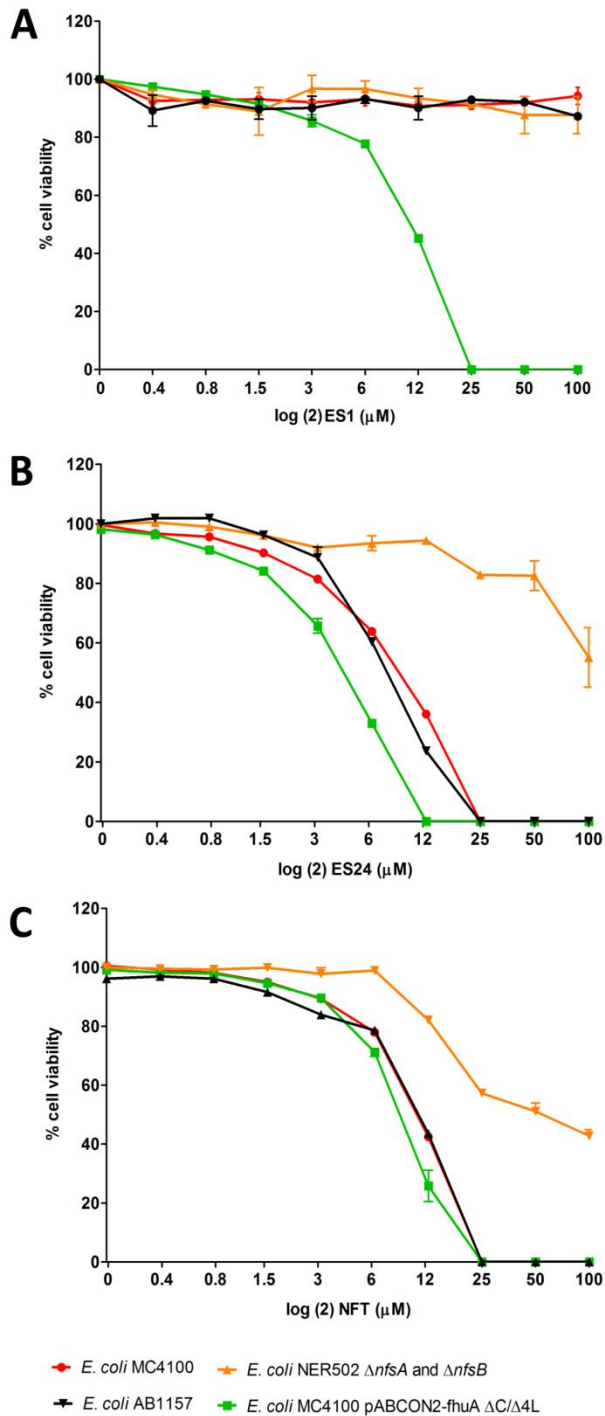 A
120
100
80
60
40
20
0
% cell viability
0 0.4 0.8 1.5 3 6 12 25 50 100
log (2) ES1 (μM)
B
120
100
80
60
40
20
0
% cell viability
0 0.4 0.8 1.5 3 6 12 25 50 100
log (2) ES24 (μM)
C
120
100
80
60
40
20
0
% cell viability
0 0.4 0.8 1.5 3 6 12 25 50 100
log (2) NFT (μM)
E. coli MC4100 E. coli NER502 ΔnfsA and ΔnfsB
E. coli AB1157 E. coli MC4100 pABCON2-fhuA ΔC/Δ4L